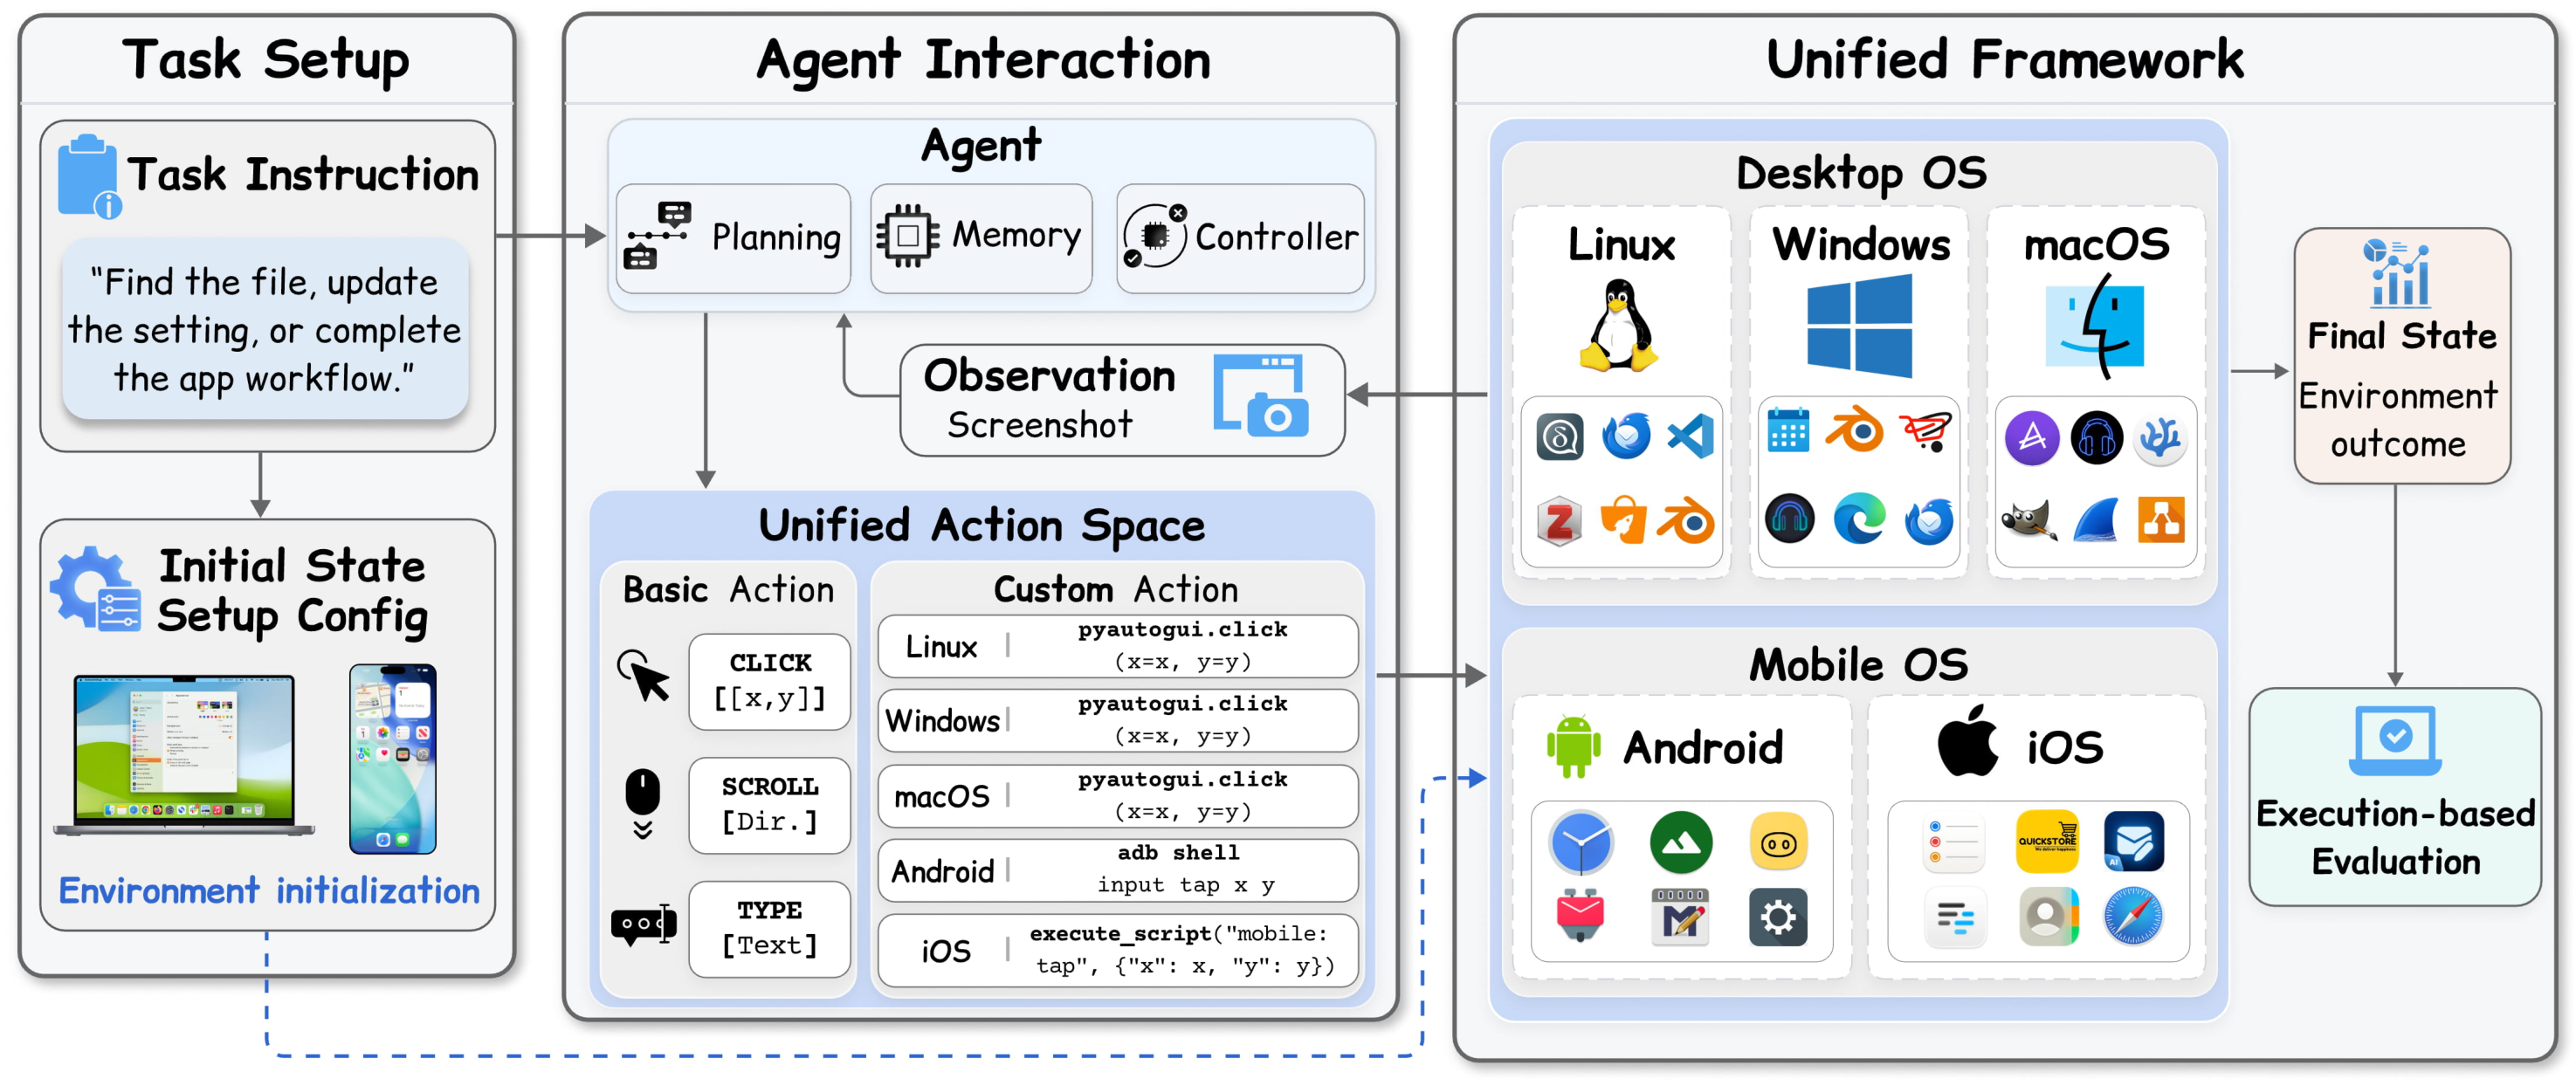 Task Setup
Task Instruction
“Find the file, update
the setting, or complete
the app workflow.”
Initial State
Setup Config
Environment initialization
Agent Interaction
Agent
Planning
Memory
Controller
Observation
Screenshot
Unified Action Space
Basic Action
CLICK
[[x,y]]
SCROLL
[Dir.]
TYPE
[Text]
Custom Action
Linux
pyautogui.click
(x=x, y=y)
Windows
pyautogui.click
(x=x, y=y)
macOS
pyautogui.click
(x=x, y=y)
Android
adb shell
input tap x y
iOS
execute_script("mobile:
tap", {"x": x, "y": y})
Unified Framework
Desktop OS
Linux
Windows
macOS
Z
Mobile OS
Android
iOS
QUICKSTORE
AI
M
Final State
Environment
outcome
Execution-based
Evaluation